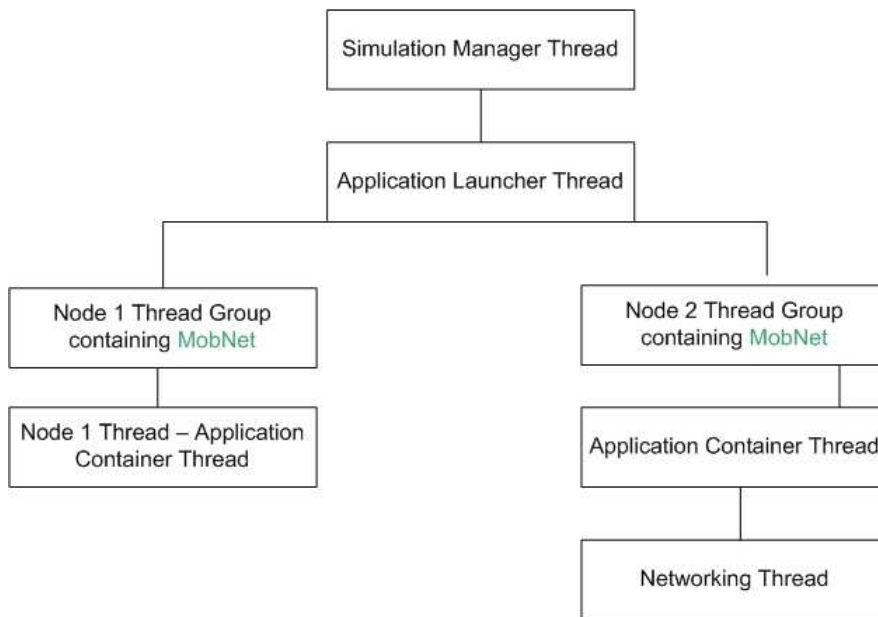 Simulation Manager Thread
Application Launcher Thread
Node 1 Thread Group
containing MobNet
Node 2 Thread Group
containing MobNet
Node 1 Thread – Application
Container Thread
Application Container Thread
Networking Thread